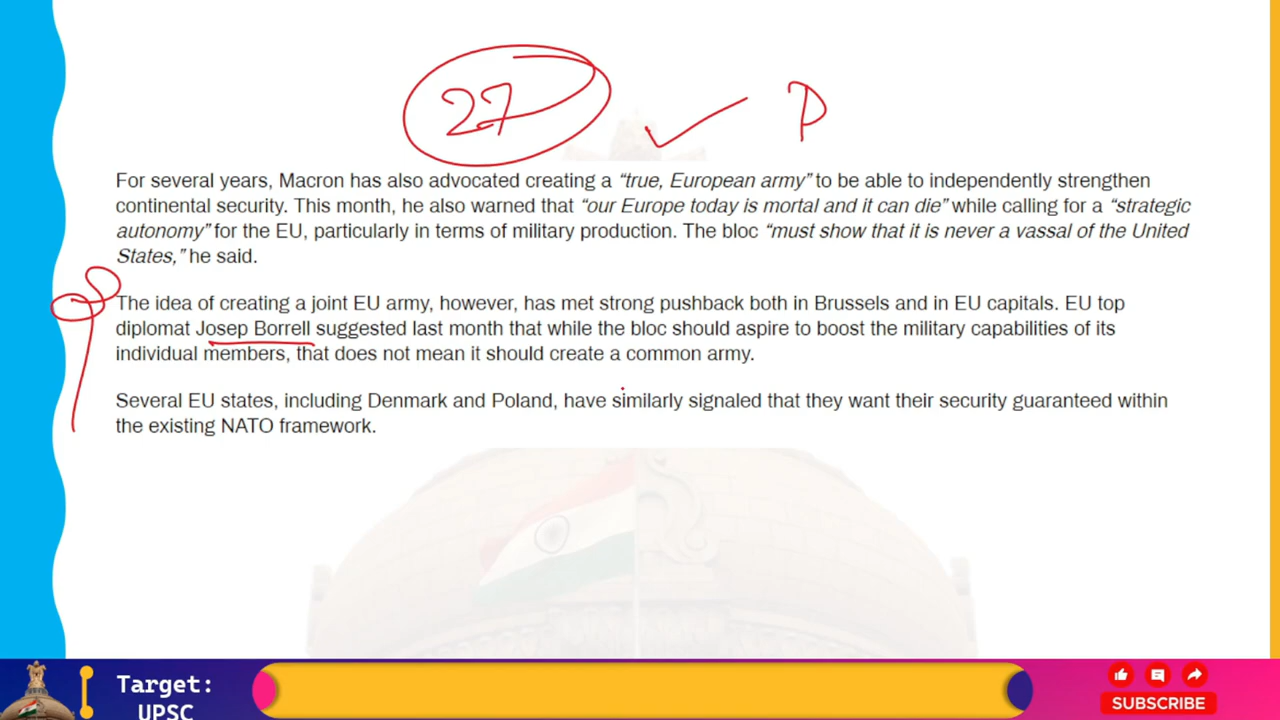 27 P
For several years, Macron has also advocated creating a “true, European army” to be able to independently strengthen
continental security. This month, he also warned that “our Europe today is mortal and it can die” while calling for a “strategic
autonomy” for the EU, particularly in terms of military production. The bloc “must show that it is never a vassal of the United
States,” he said.
The idea of creating a joint EU army, however, has met strong pushback both in Brussels and in EU capitals. EU top
diplomat Josep Borrell suggested last month that while the bloc should aspire to boost the military capabilities of its
individual members, that does not mean it should create a common army.
Several EU states, including Denmark and Poland, have similarly signaled that they want their security guaranteed within
the existing NATO framework.
Target:
UPSC
SUBSCRIBE